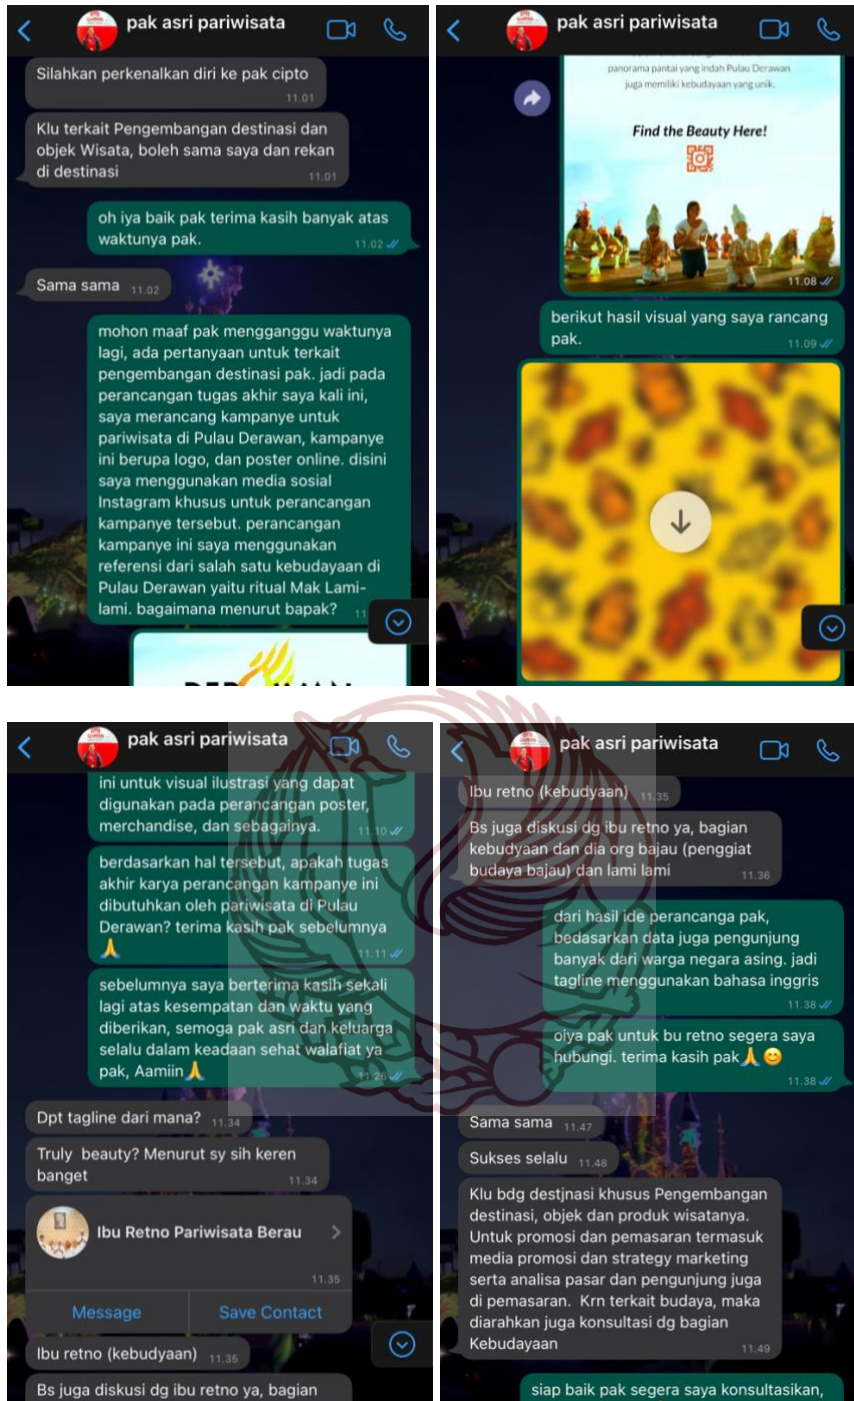 pak asri pariwisata
Silahkan perkenalkan diri ke pak cipto
11.01
Klu terkait Pengembangan destinasi dan
objek Wisata, boleh sama saya dan rekan
di destinasi
11.01
oh iya baik pak terima kasih banyak atas
waktunya pak.
11.02
Sama sama
11.02
mohon maaf pak mengganggu waktunya
lagi, ada pertanyaan untuk terkait
pengembangan destinasi pak. jadi pada
perancangan tugas akhir saya kali ini,
saya merancang kampanye untuk
pariwisata di Pulau Derawan, kampanye
ini berupa logo, dan poster online. disini
saya menggunakan media sosial
Instagram khusus untuk perancangan
kampanye tersebut. perancangan
kampanye ini saya menggunakan
referensi dari salah satu kebudayaan di
Pulau Derawan yaitu ritual Mak Lami-
lami. bagaimana menurut bapak?
11
pak asri pariwisata
panorama pantai yang indah Pulau Derawan
juga memiliki kebudayaan yang unik.
Find the Beauty Here!
11.08
berikut hasil visual yang saya rancang
pak.
11.09
pak asri pariwisata
ini untuk visual ilustrasi yang dapat
digunakan pada perancangan poster,
merchandise, dan sebagainya.
11.10
berdasarkan hal tersebut, apakah tugas
akhir karya perancangan kampanye ini
dibutuhkan oleh pariwisata di Pulau
Derawan? terima kasih pak sebelumnya
🙏
11.11
sebelumnya saya berterima kasih sekali
lagi atas kesempatan dan waktu yang
diberikan, semoga pak asri dan keluarga
selalu dalam keadaan sehat walafiat ya
pak, Aamiin🙏
11.26
Dpt tagline dari mana?
11.34
Truly beauty? Menurut sy sih keren
banget
11.34
Ibu Retno Pariwisata Berau
11.35
Message
Save Contact
Ibu retno (kebudyaan)
11.35
Bs juga diskusi dg ibu retno ya, bagian
pak asri pariwisata
Ibu retno (kebudyaan)
11.35
Bs juga diskusi dg ibu retno ya, bagian
kebudyaan dan dia org bajau (penggiat
budaya bajau) dan lami lami
11.36
dari hasil ide perancanga pak,
bedasarkan data juga pengunjung
banyak dari warga negara asing. jadi
tagline menggunakan bahasa inggris
11.38
oiya pak untuk bu retno segera saya
hubungi. terima kasih pak🙏😊
11.38
Sama sama
11.47
Sukses selalu
11.48
Klu bdg destjnasi khusus Pengembangan
destinasi, objek dan produk wisatanya.
Untuk promosi dan pemasaran termasuk
media promosi dan strategy marketing
serta analisa pasar dan pengunjung juga
di pemasaran. Krn terkait budaya, maka
diarahkan juga konsultasi dg bagian
Kebudayaan
11.49
siap baik pak segera saya konsultasikan,